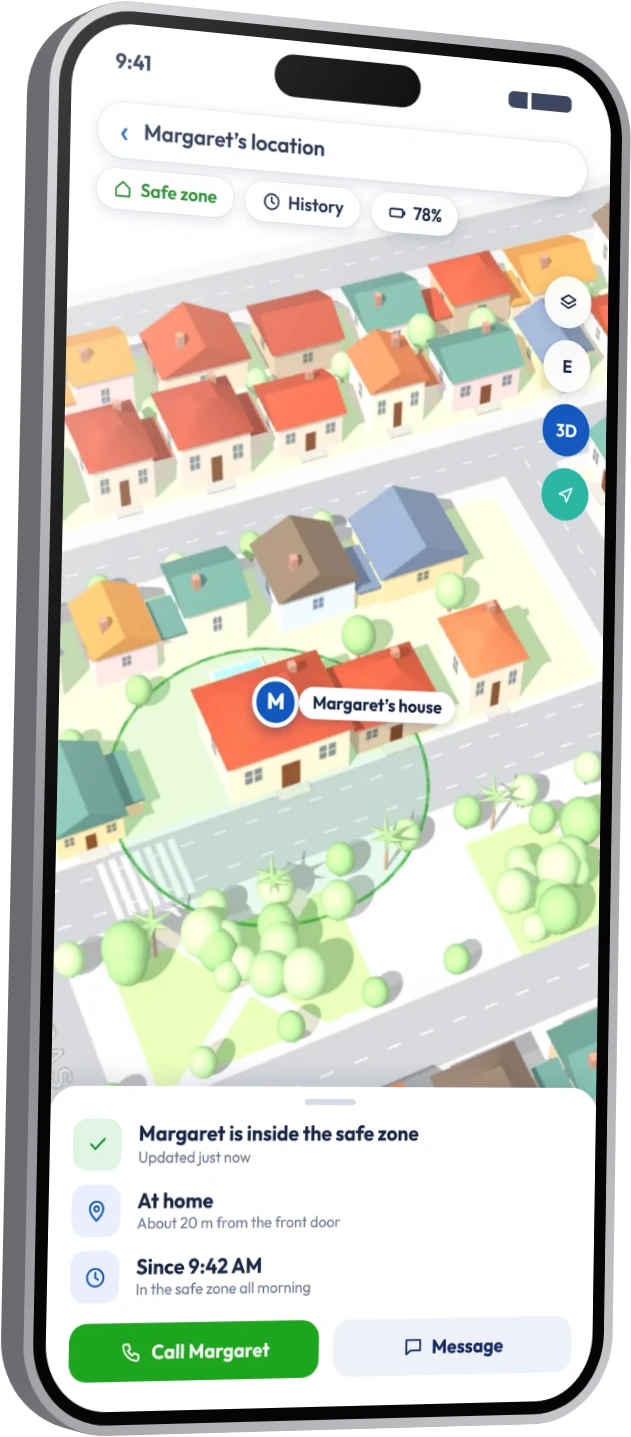 9:41
Margaret’s location
Safe zone
History
78%
E
3D
M
Margaret’s house
Margaret is inside the safe zone
Updated just now
At home
About 20 m from the front door
Since 9:42 AM
In the safe zone all morning
Call Margaret
Message